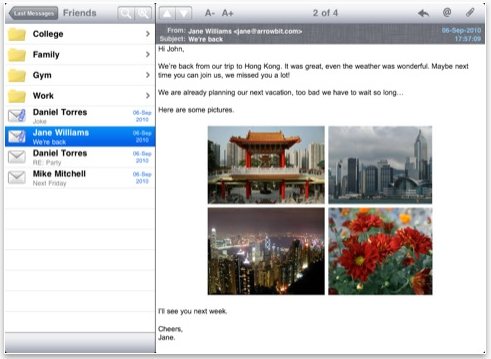 Last Messages
Friends
A- A+
2 of 4
@
College
Family
Gym
Work
Daniel Torres
06-Sep
2010
Joke
Jane Williams
06-Sep
2010
We're back
Daniel Torres
06-Sep
2010
RE: Party
Mike Mitchell
06-Sep
2010
Next Friday
From: Jane Williams <jane@arrowbit.com>
06-Sep-2010
Subject: We're back
17:57:09
Hi John,
We're back from our trip to Hong Kong. It was great, even the weather was wonderful. Maybe next
time you can join us, we missed you a lot!
We are already planning our next vacation, too bad we have to wait so long...
Here are some pictures.
I'll see you next week.
Cheers,
Jane.